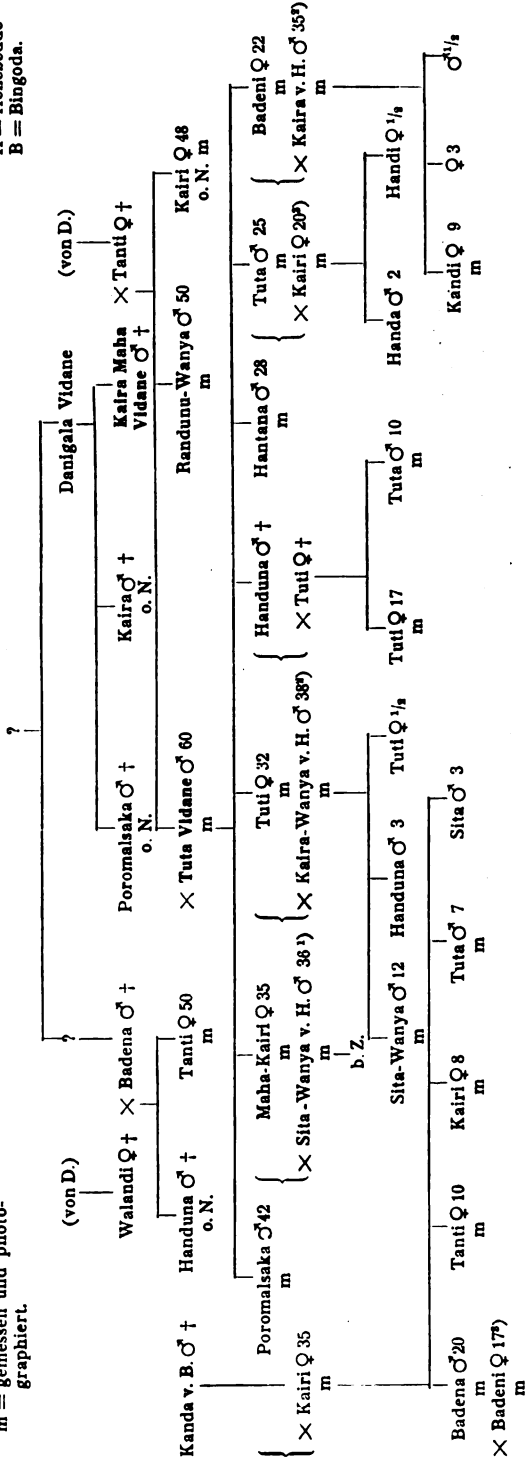 m = gemessen und photo-
graphiert.
B = Bingoda.
?
? Danigala Vidane
(von D.) (von D.)
Walandi ♀ † × Badena ♂ † Poromalsaka ♂ † Kaira ♂ † Kaira Maha × Tanti ♀ †
o. N. o. N. Vidane ♂ †
Kanda v. B. ♂ † Handuna ♂ † Tanti ♀ 50 × Tuta Vidane ♂ 60 Randunu-Wanya ♂ 50 Kairi ♀ 48
o. N. m m m o. N. m
Poromalsaka ♂ 42 Maha-Kairi ♀ 35 Tuti ♀ 32 Handuna ♂ † Hantana ♂ 28 Tuta ♂ 25 Badeni ♀ 22
m m m m m m
× Kairi ♀ 35 × Sita-Wanya v. H. ♂ 36¹) × Kaira-Wanya v. H. ♂ 38²) × Tuti ♀ † × Kairi ♀ 20²) × Kaira v. H. ♂ 35²)
m m m m m
b. Z.
Sita-Wanya ♂ 12 Handuna ♂ 3 Tuti ♀ 1/2 Tuti ♀ 17 Tuta ♂ 10 Handa ♂ 2 Handi ♀ 1/2
m m m
Badena ♂ 20 Tanti ♀ 10 Kairi ♀ 8 Tuta ♂ 7 Sita ♂ 3 Kandi ♀ 9 ♀ 3 ♂ 1/2
m m m m m
× Badeni ♀ 17²)
m